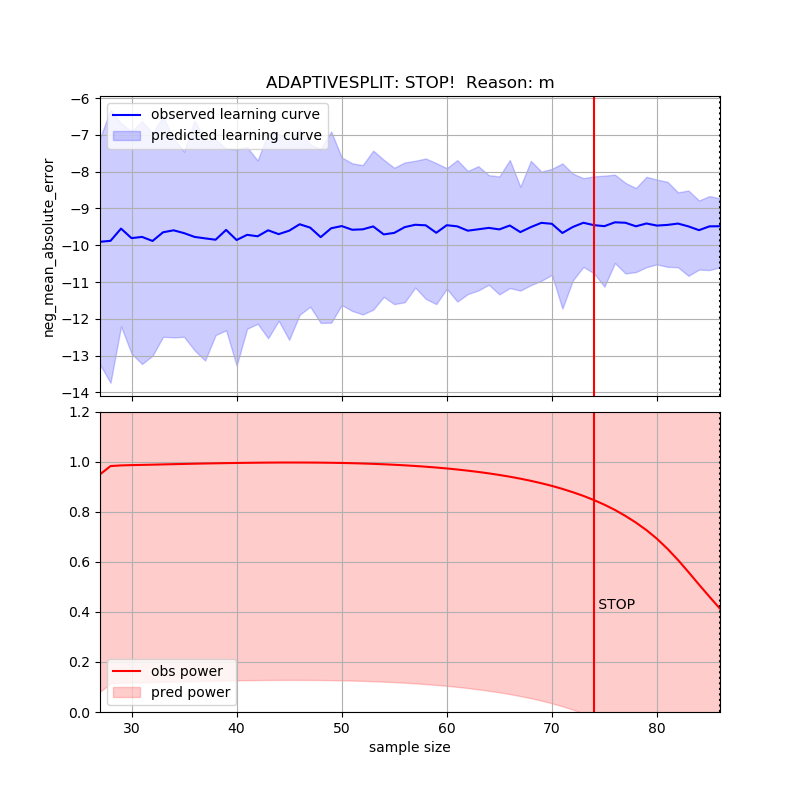 ADAPTIVESPLIT: STOP!  Reason: m
−6
−7
−8
−9
−10
−11
−12
−13
−14
neg_mean_absolute_error
observed learning curve
predicted learning curve
1.2
1.0
0.8
0.6
0.4
0.2
0.0
STOP
obs power
pred power
30
40
50
60
70
80
sample size